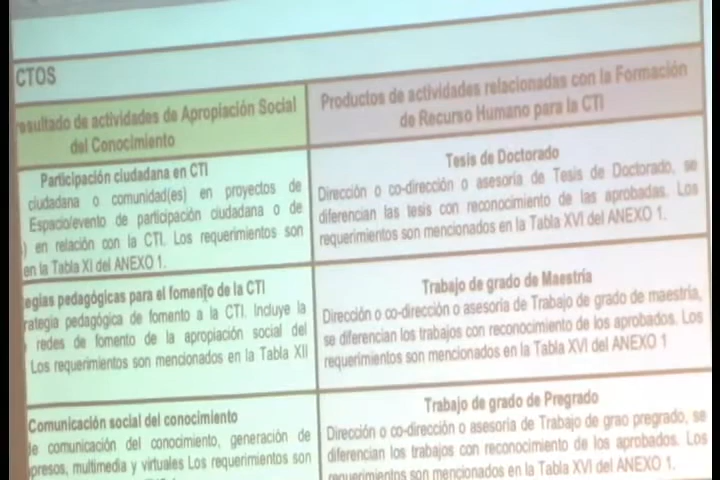 CTOS
esultado de actividades de Apropiación Social
del Conocimiento
Participación ciudadana en CTI
ciudadana o comunidad(es) en proyectos de
Espacio/evento de participación ciudadana o de
) en relación con la CTI. Los requerimientos son
en la Tabla XI del ANEXO 1.
egias pedagógicas para el fomento de la CTI
rategia pedagógica de fomento a la CTI. Incluye la
redes de fomento de la apropiación social del
Los requerimientos son mencionados en la Tabla XII
Comunicación social del conocimiento
de comunicación del conocimiento, generación de
presos, multimedia y virtuales Los requerimientos son
Productos de actividades relacionadas con la Formación
de Recurso Humano para la CTI
Tesis de Doctorado
Dirección o co-dirección o asesoría de Tesis de Doctorado, se
diferencian las tesis con reconocimiento de las aprobadas. Los
requerimientos son mencionados en la Tabla XVI del ANEXO 1.
Trabajo de grado de Maestría
Dirección o co-dirección o asesoría de Trabajo de grado de maestría,
se diferencian los trabajos con reconocimiento de los aprobados. Los
requerimientos son mencionados en la Tabla XVI del ANEXO 1
Trabajo de grado de Pregrado
Dirección o co-dirección o asesoría de Trabajo de grao pregrado, se
diferencian los trabajos con reconocimiento de los aprobados. Los
requerimientos son mencionados en la Tabla XVI del ANEXO 1.